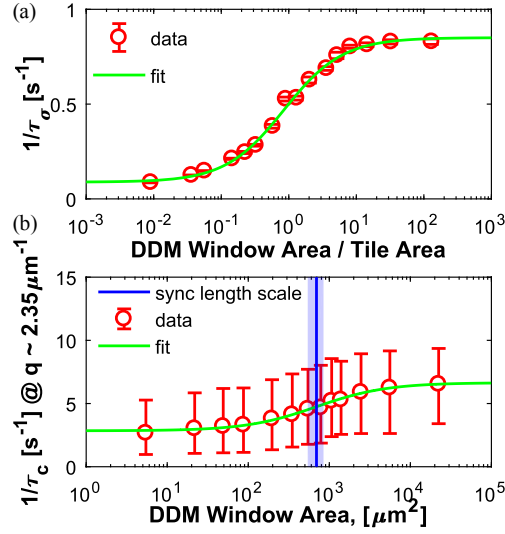 (a)
1/τσ [s⁻¹]
1
0.5
0
data
fit
10⁻³ 10⁻² 10⁻¹ 10⁰ 10¹ 10² 10³
DDM Window Area / Tile Area
(b)
1/τc [s⁻¹] @ q ~ 2.35μm⁻¹
15
10
5
0
sync length scale
data
fit
10⁰ 10¹ 10² 10³ 10⁴ 10⁵
DDM Window Area, [μm²]